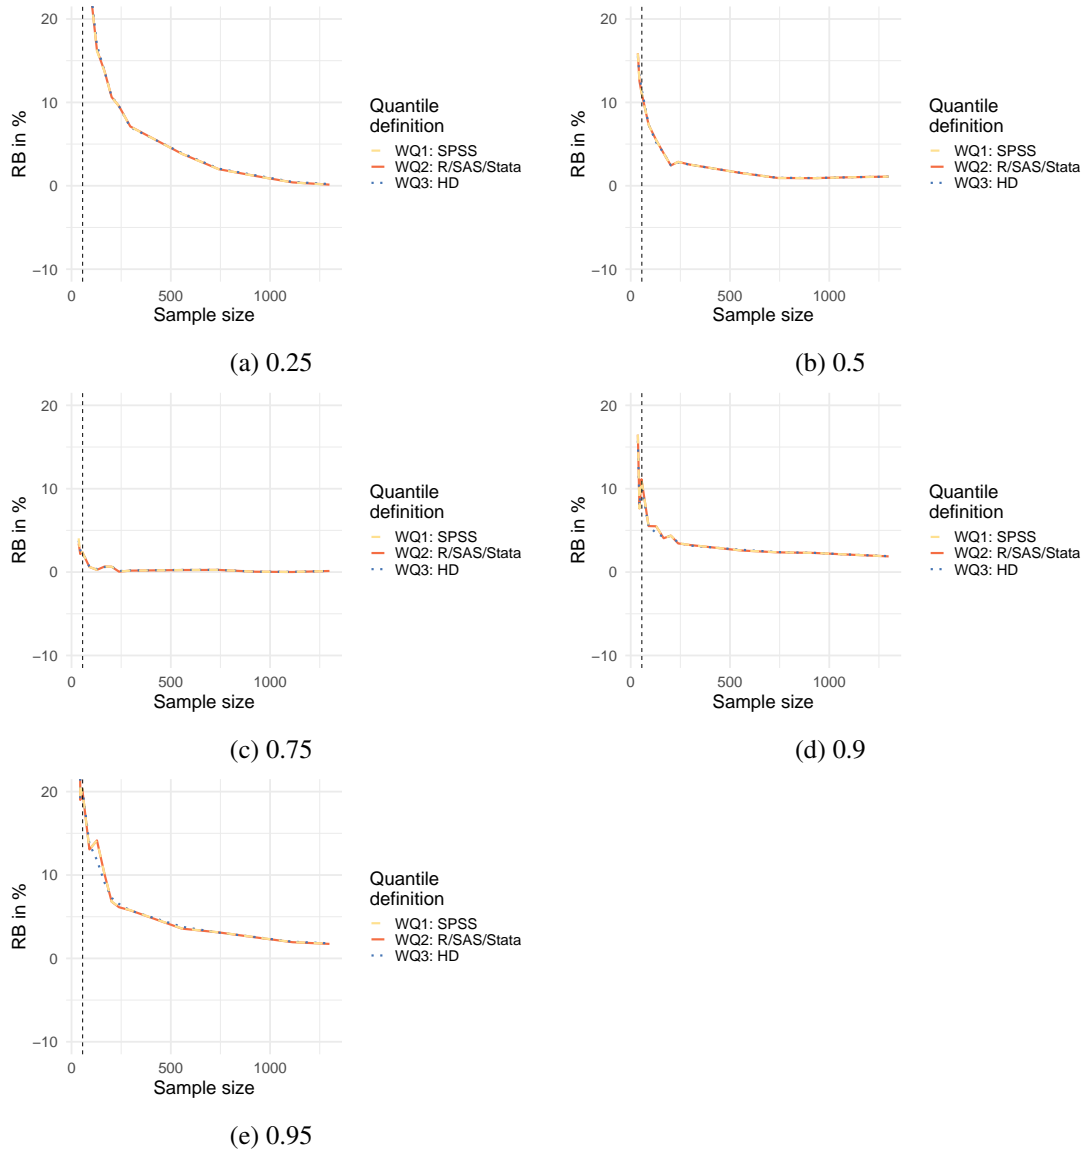 20
10
0
−10
RB in %
0
500
1000
Sample size
Quantile
definition
WQ1: SPSS
WQ2: R/SAS/Stata
WQ3: HD
(a) 0.25
20
10
0
−10
RB in %
0
500
1000
Sample size
Quantile
definition
WQ1: SPSS
WQ2: R/SAS/Stata
WQ3: HD
(b) 0.5
20
10
0
−10
RB in %
0
500
1000
Sample size
Quantile
definition
WQ1: SPSS
WQ2: R/SAS/Stata
WQ3: HD
(c) 0.75
20
10
0
−10
RB in %
0
500
1000
Sample size
Quantile
definition
WQ1: SPSS
WQ2: R/SAS/Stata
WQ3: HD
(d) 0.9
20
10
0
−10
RB in %
0
500
1000
Sample size
Quantile
definition
WQ1: SPSS
WQ2: R/SAS/Stata
WQ3: HD
(e) 0.95